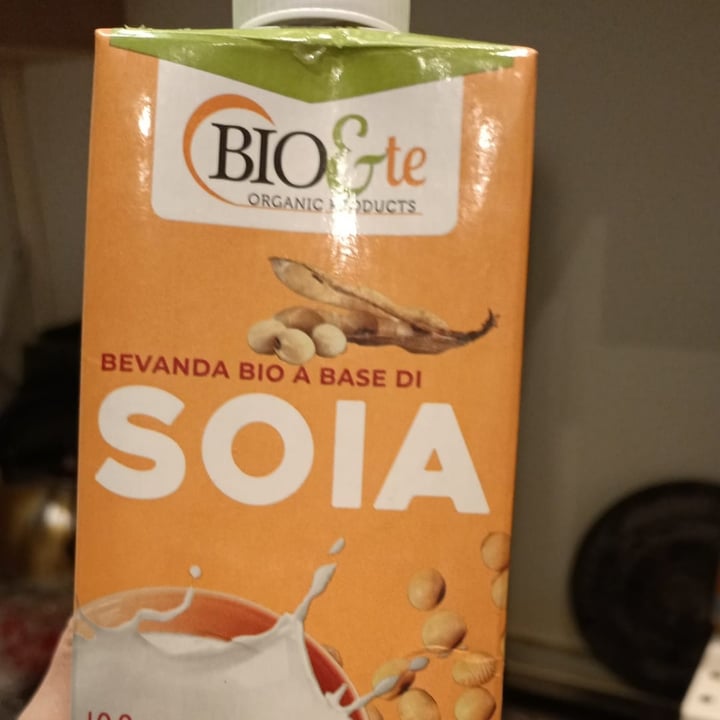 BIO&te
ORGANIC PRODUCTS
BEVANDA BIO A BASE DI
SOIA